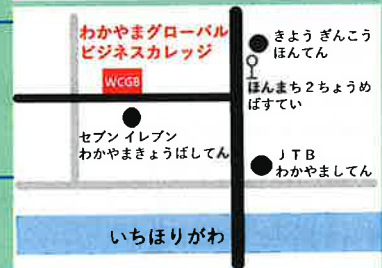 わかやまグローバル
ビジネスカレッジ
WCGB
きよう ぎんこう
ほんてん
ほんまち2ちょうめ
ばすてい
セブン イレブン
わかやまきょうばしてん
JTB
わかやましてん
いちほりがわ